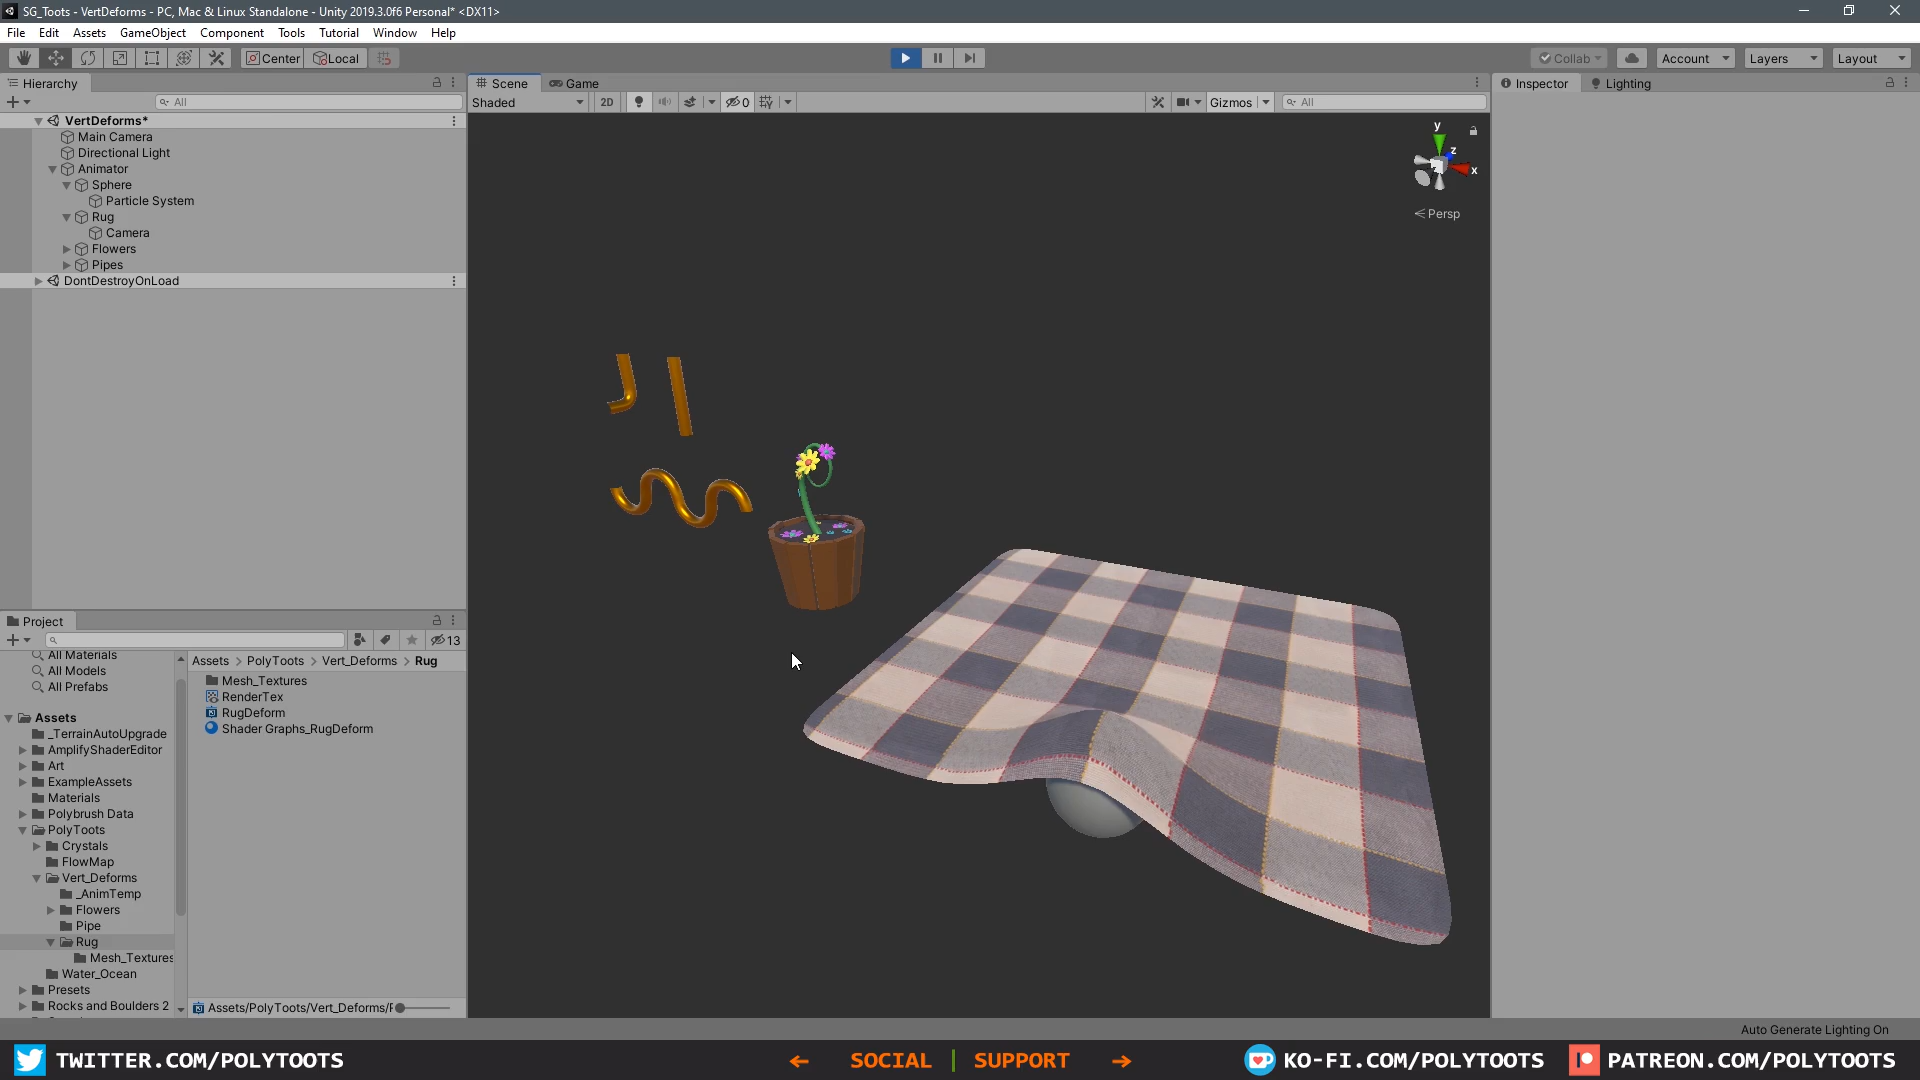 SG_Toots - VertDeforms - PC, Mac & Linux Standalone - Unity 2019.3.0f6 Personal* <DX11>
File Edit Assets GameObject Component Tools Tutorial Window Help
Center Local Collab Account Layers Layout
Hierarchy
All
VertDeforms*
Main Camera
Directional Light
Animator
Sphere
Particle System
Rug
Camera
Flowers
Pipes
DontDestroyOnLoad
Scene Game
Shaded 2D 0 Gizmos All
y
z
x
Persp
Inspector Lighting
Project
13
All Materials
All Models
All Prefabs
Assets
_TerrainAutoUpgrade
AmplifyShaderEditor
Art
ExampleAssets
Materials
Polybrush Data
PolyToots
Crystals
FlowMap
Vert_Deforms
_AnimTemp
Flowers
Pipe
Rug
Mesh_Textures
Water_Ocean
Presets
Rocks and Boulders 2
Assets > PolyToots > Vert_Deforms > Rug
Mesh_Textures
RenderTex
RugDeform
Shader Graphs_RugDeform
Assets/PolyToots/Vert_Deforms/
Auto Generate Lighting On
TWITTER.COM/POLYTOOTS ← SOCIAL | SUPPORT → KO-FI.COM/POLYTOOTS PATREON.COM/POLYTOOTS